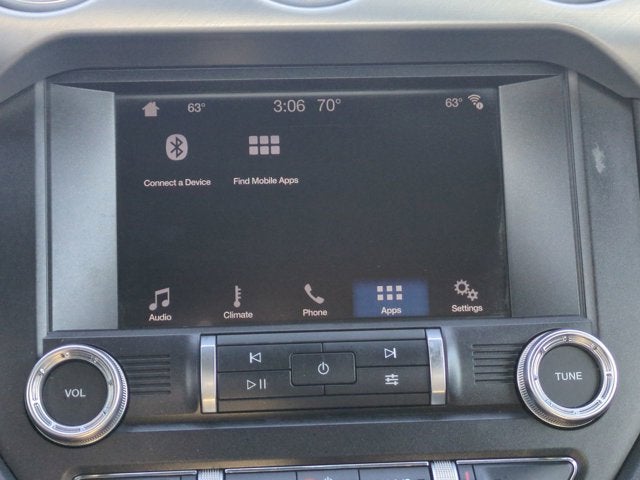 63° 3:06 70° 63°
Connect a Device Find Mobile Apps
Audio Climate Phone Apps Settings
VOL TUNE